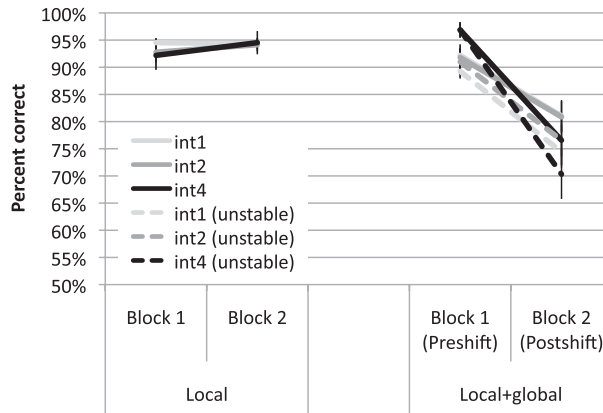 100%
95%
90%
85%
80%
75%
70%
65%
60%
55%
50%
Percent correct
int1
int2
int4
int1 (unstable)
int2 (unstable)
int4 (unstable)
Block 1
Block 2
Block 1
(Preshift)
Block 2
(Postshift)
Local
Local+global